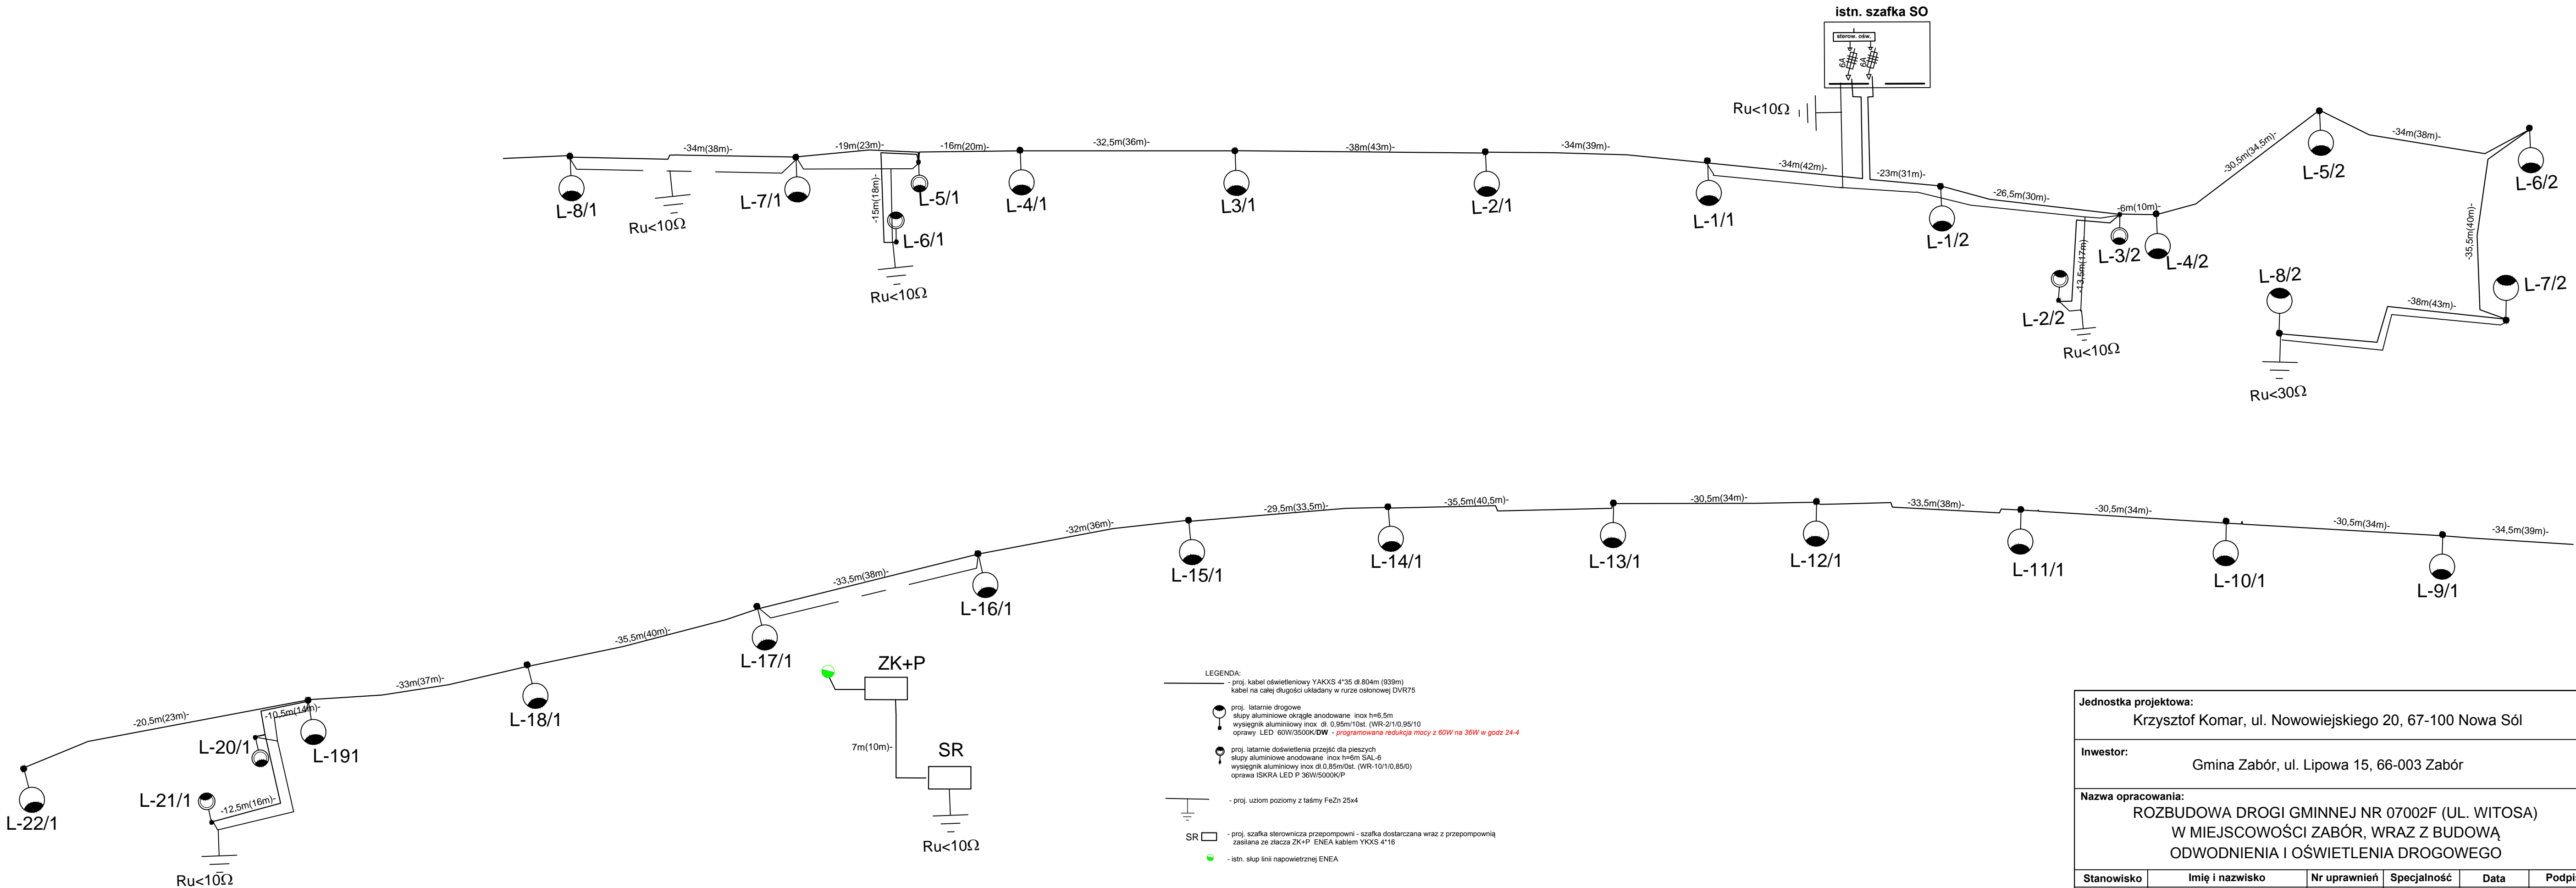 istn. szafka SO
sterow. ośw.
6A
6A
Ru<10Ω
-34m(38m)-
-19m(23m)-
-16m(20m)-
-32,5m(36m)-
-38m(43m)-
-34m(39m)-
-34m(42m)-
-23m(31m)-
-26,5m(30m)-
-6m(10m)-
-30,5m(34,5m)-
-34m(38m)-
-35,5m(40m)-
-38m(43m)-
-15m(18m)-
-13,5m(17m)
L-8/1
L-7/1
L-5/1
L-4/1
L3/1
L-2/1
L-1/1
L-1/2
L-3/2
L-4/2
L-5/2
L-6/2
L-6/1
L-2/2
L-8/2
L-7/2
Ru<10Ω
Ru<10Ω
Ru<10Ω
Ru<30Ω
-20,5m(23m)-
-10,5m(14m)-
-33m(37m)-
-35,5m(40m)-
-33,5m(38m)-
-32m(36m)-
-29,5m(33,5m)-
-35,5m(40,5m)-
-30,5m(34m)-
-33,5m(38m)-
-30,5m(34m)-
-30,5m(34m)-
-34,5m(39m)-
L-22/1
L-20/1
L-191
L-18/1
L-17/1
L-16/1
L-15/1
L-14/1
L-13/1
L-12/1
L-11/1
L-10/1
L-9/1
L-21/1
-12,5m(16m)-
Ru<10Ω
ZK+P
7m(10m)-
SR
Ru<10Ω
LEGENDA:
- proj. kabel oświetleniowy YAKXS 4*35 dł.804m (939m)
kabel na całej długości układany w rurze osłonowej DVR75
proj. latarnie drogowe
słupy aluminiowe okrągłe anodowane inox h=6,5m
wysięgnik aluminiiowy inox dł. 0,95m/10st. (WR-2/1/0,95/10
oprawy LED 60W/3500K/DW - programowana redukcja mocy z 60W na 36W w godz 24-4
proj. latarnie doświetlenia przejść dla pieszych
słupy aluminiowe anodowane inox h=6m SAL-6
wysięgnik aluminiowy inox dł.0,85m/0st. (WR-10/1/0,85/0)
oprawa ISKRA LED P 36W/5000K/P
- proj. uziom poziomy z taśmy FeZn 25x4
SR - proj. szafka sterownicza przepompowni - szafka dostarczana wraz z przepompownią
zasilana ze złącza ZK+P ENEA kablem YKXS 4*16
- istn. słup linii napowietrznej ENEA
Jednostka projektowa:
Krzysztof Komar, ul. Nowowiejskiego 20, 67-100 Nowa Sól
Inwestor:
Gmina Zabór, ul. Lipowa 15, 66-003 Zabór
Nazwa opracowania:
ROZBUDOWA DROGI GMINNEJ NR 07002F (UL. WITOSA)
W MIEJSCOWOŚCI ZABÓR, WRAZ Z BUDOWĄ
ODWODNIENIA I OŚWIETLENIA DROGOWEGO
Stanowisko Imię i nazwisko Nr uprawnień Specjalność Data Podpi